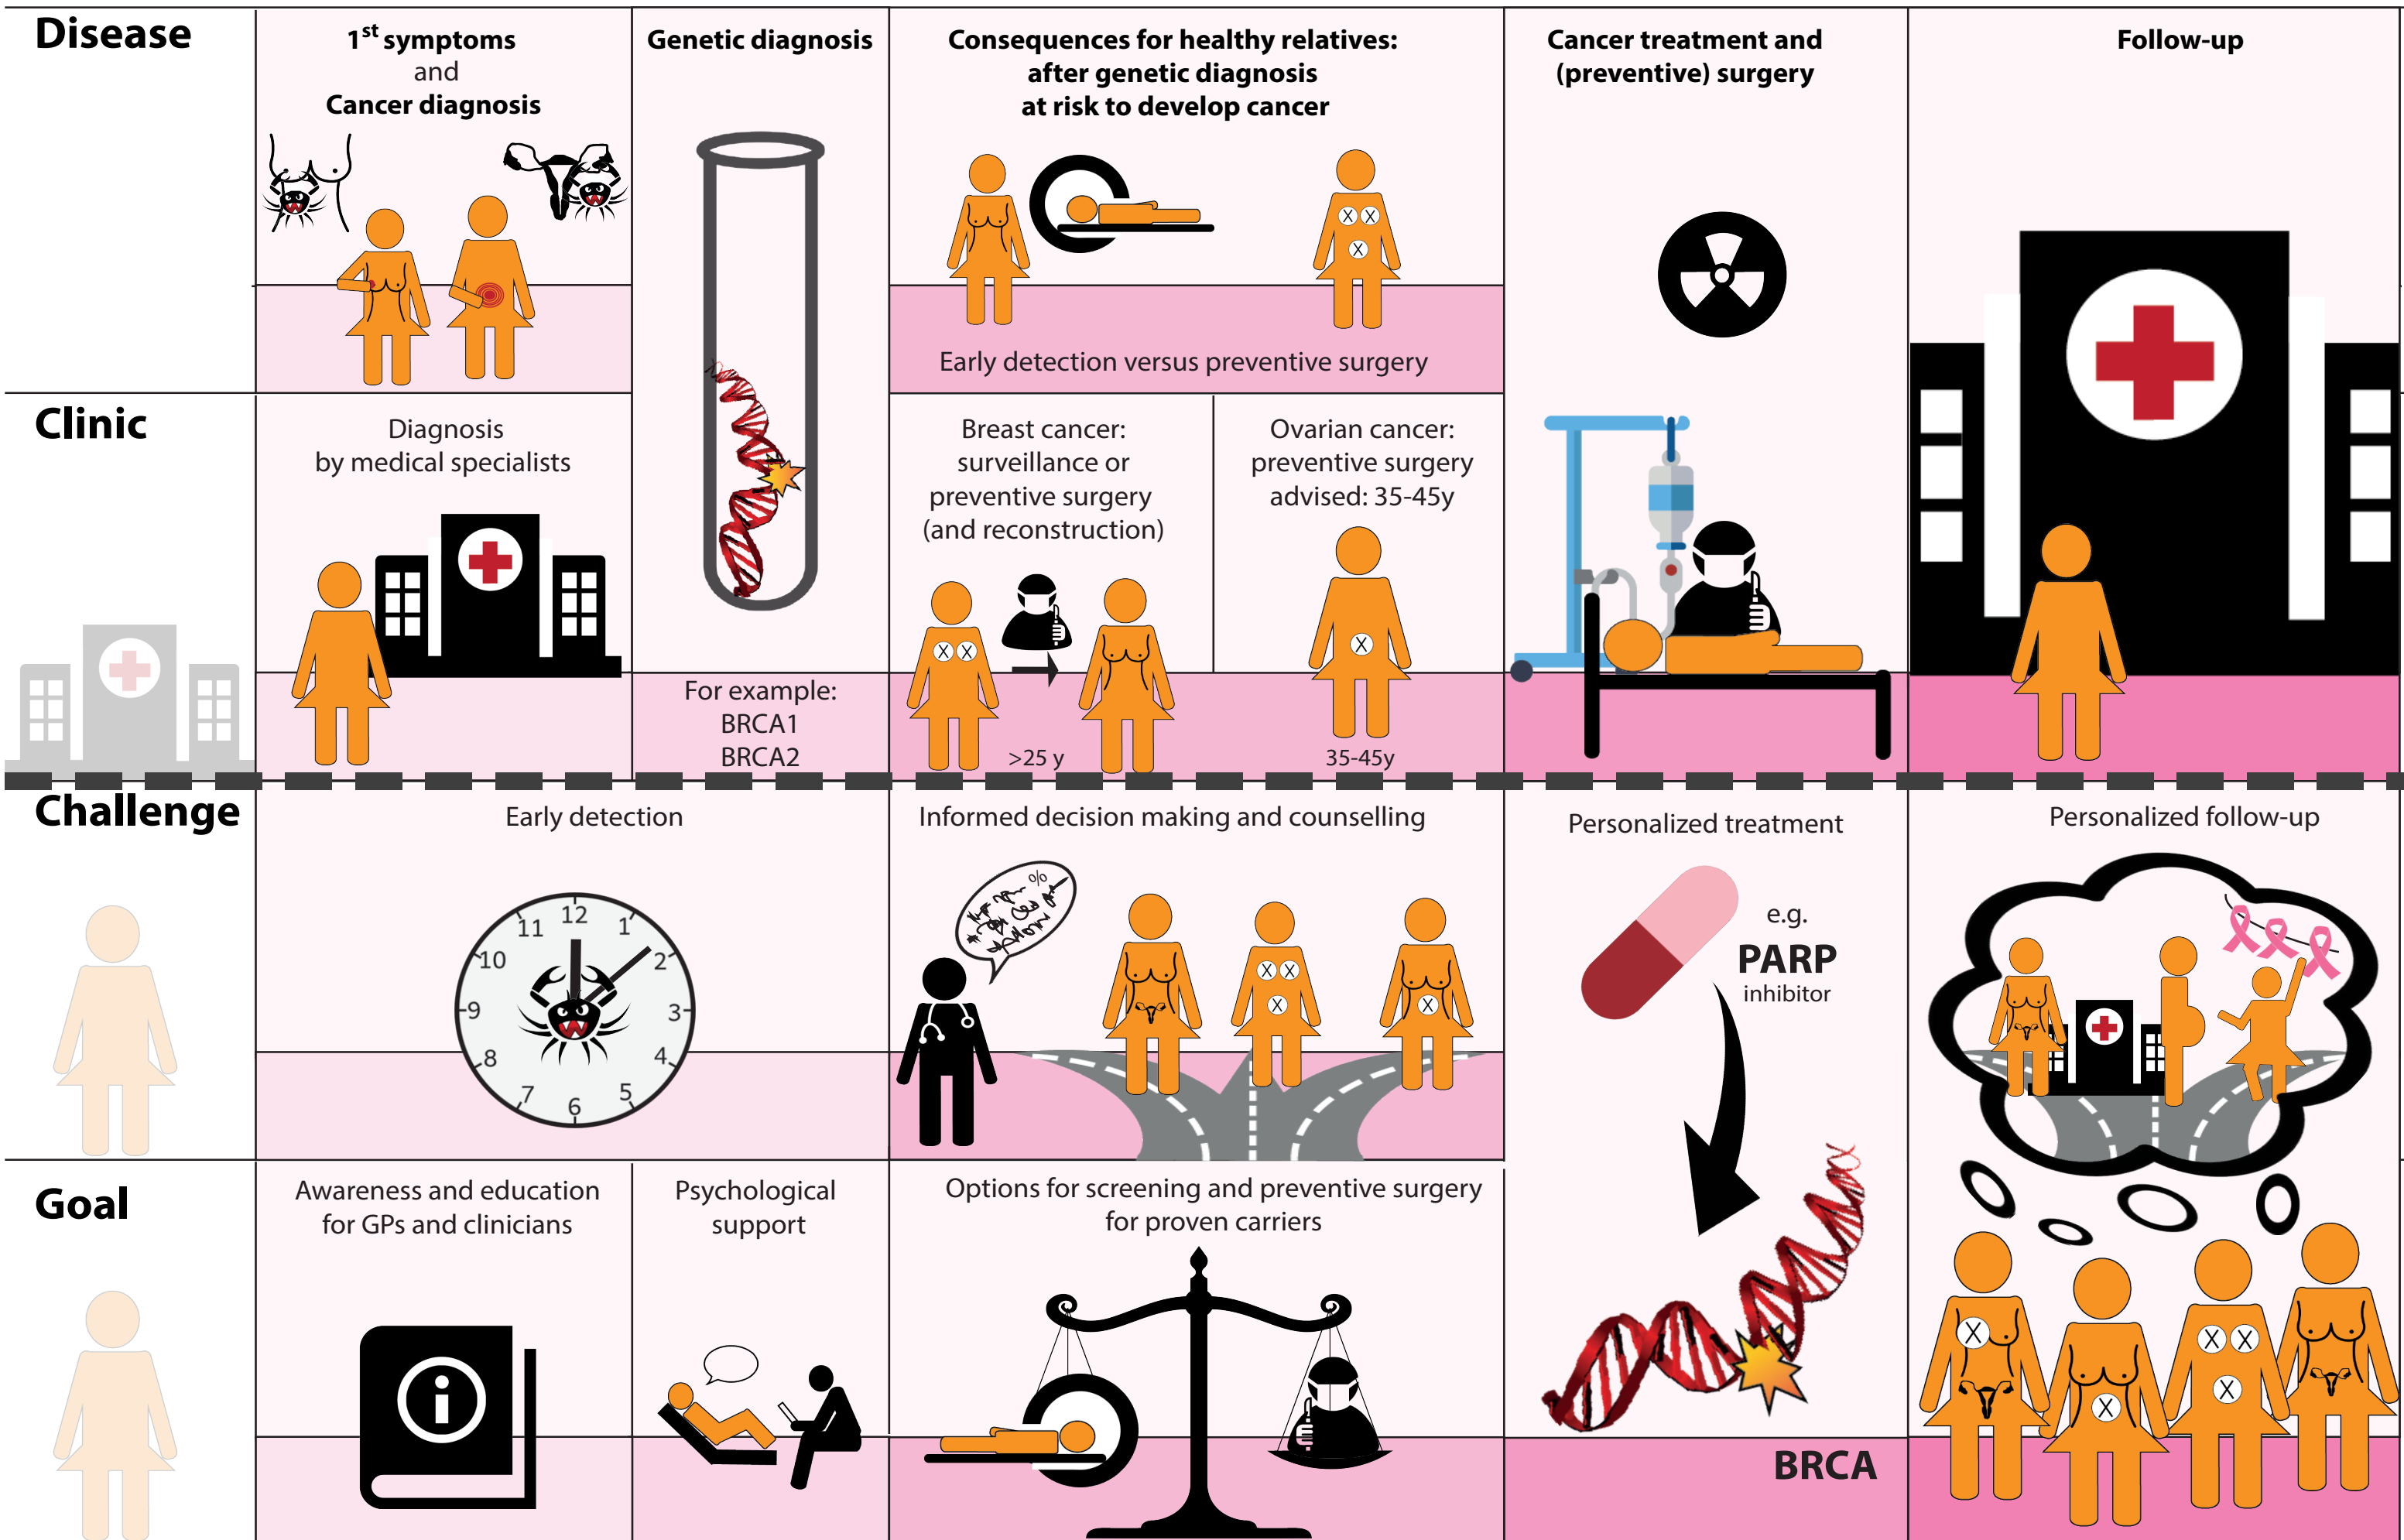 Disease
1st symptoms
and
Cancer diagnosis
Genetic diagnosis
Consequences for healthy relatives:
after genetic diagnosis
at risk to develop cancer
Cancer treatment and
(preventive) surgery
Follow-up
X X
X
Early detection versus preventive surgery
Clinic
Diagnosis
by medical specialists
For example:
BRCA1
BRCA2
Breast cancer:
surveillance or
preventive surgery
(and reconstruction)
X X
>25 y
Ovarian cancer:
preventive surgery
advised: 35-45y
X
35-45y
Challenge
Early detection
12
1
2
3
4
5
6
7
8
9
10
11
Informed decision making and counselling
%
X X
X
X
Personalized treatment
e.g.
PARP
inhibitor
Personalized follow-up
Goal
Awareness and education
for GPs and clinicians
i
Psychological
support
Options for screening and preventive surgery
for proven carriers
BRCA
X
X
X X
X